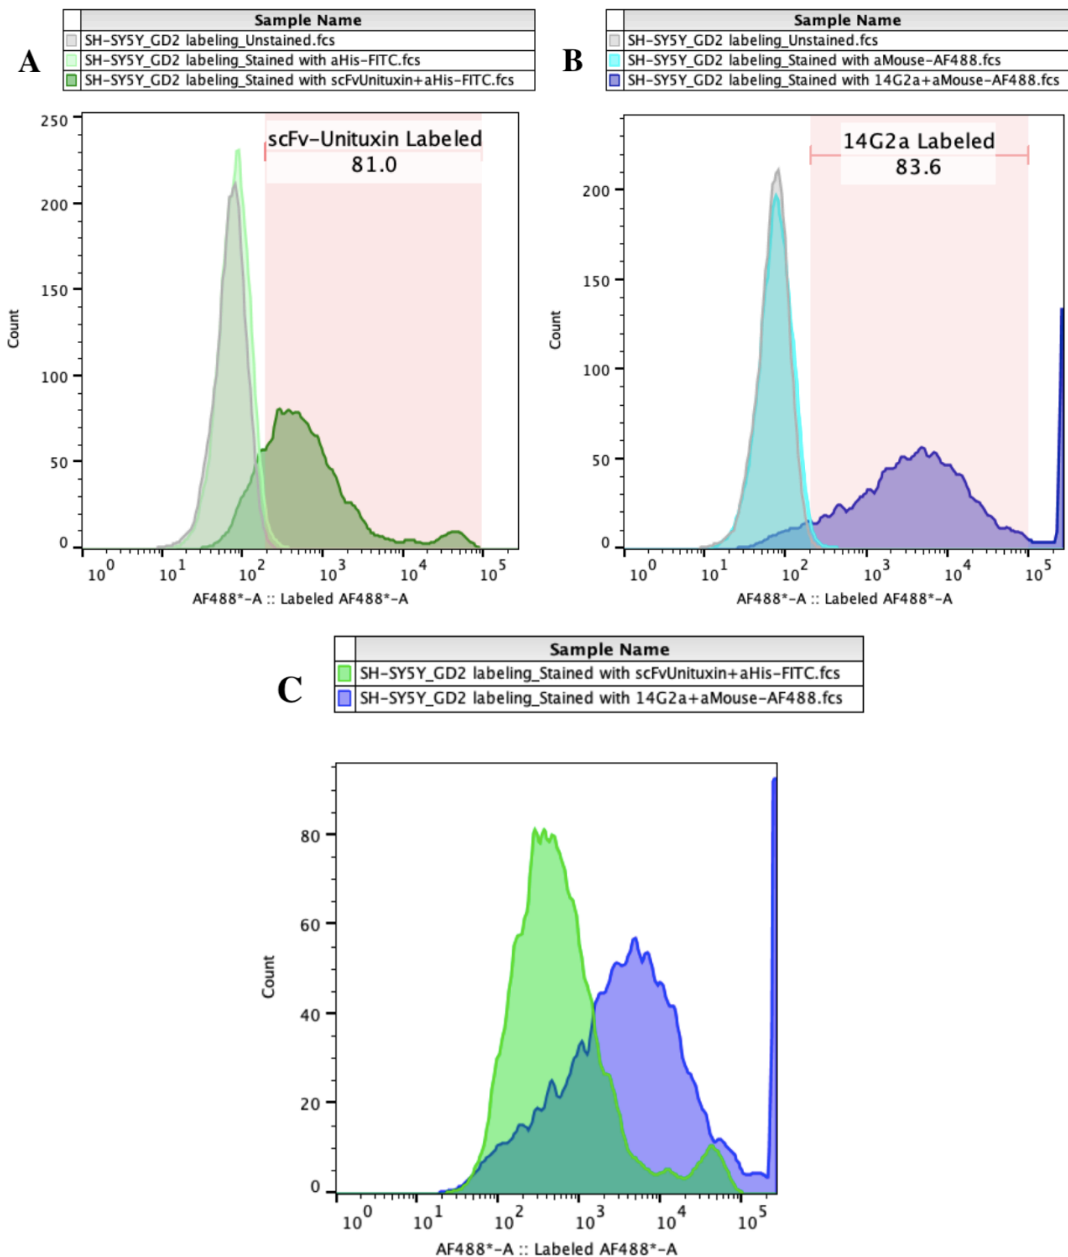 A
Sample Name
SH-SY5Y_GD2 labeling_Unstained.fcs
SH-SY5Y_GD2 labeling_Stained with aHis-FITC.fcs
SH-SY5Y_GD2 labeling_Stained with scFvUnituxin+aHis-FITC.fcs
scFv-Unituxin Labeled
81.0
250
200
150
100
50
0
Count
10^0 10^1 10^2 10^3 10^4 10^5
AF488*-A :: Labeled AF488*-A
B
Sample Name
SH-SY5Y_GD2 labeling_Unstained.fcs
SH-SY5Y_GD2 labeling_Stained with aMouse-AF488.fcs
SH-SY5Y_GD2 labeling_Stained with 14G2a+aMouse-AF488.fcs
14G2a Labeled
83.6
200
150
100
50
0
Count
10^0 10^1 10^2 10^3 10^4 10^5
AF488*-A :: Labeled AF488*-A
C
Sample Name
SH-SY5Y_GD2 labeling_Stained with scFvUnituxin+aHis-FITC.fcs
SH-SY5Y_GD2 labeling_Stained with 14G2a+aMouse-AF488.fcs
80
60
40
20
0
Count
10^0 10^1 10^2 10^3 10^4 10^5
AF488*-A :: Labeled AF488*-A